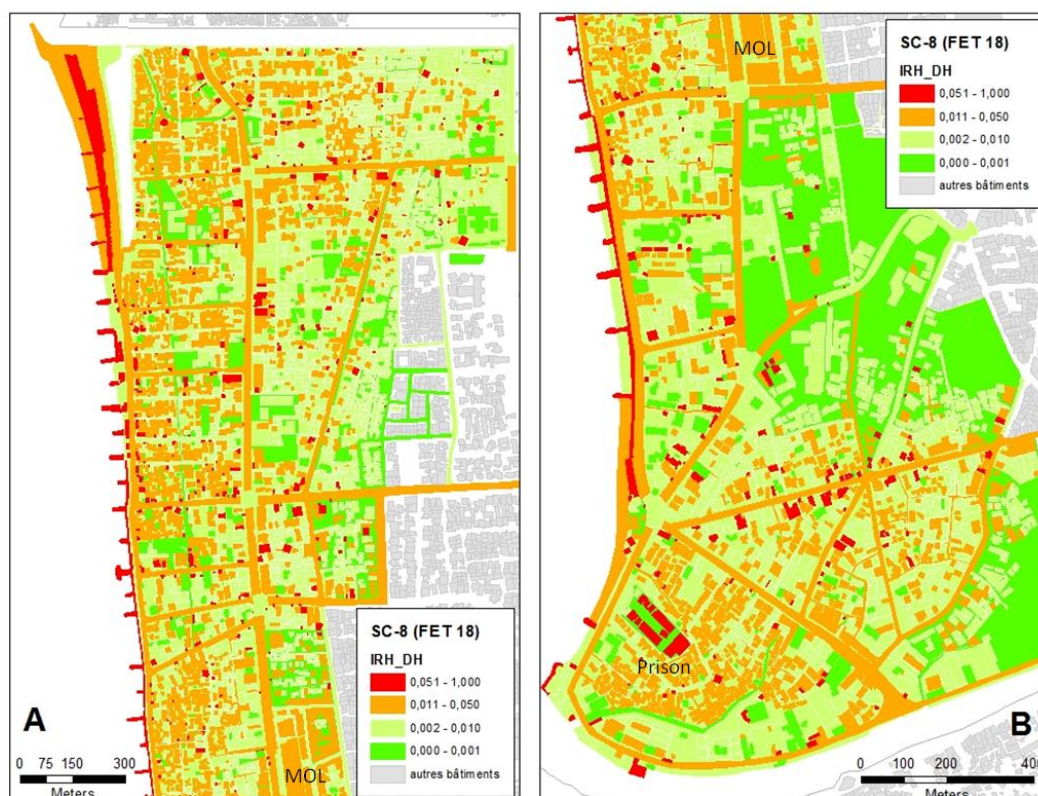 SC-8 (FET 18)
IRH_DH
0,051 - 1,000
0,011 - 0,050
0,002 - 0,010
0,000 - 0,001
autres bâtiments
A
MOL
0 75 150 300
Meters
MOL
SC-8 (FET 18)
IRH_DH
0,051 - 1,000
0,011 - 0,050
0,002 - 0,010
0,000 - 0,001
autres bâtiments
Prison
B
0 100 200 400
Meters